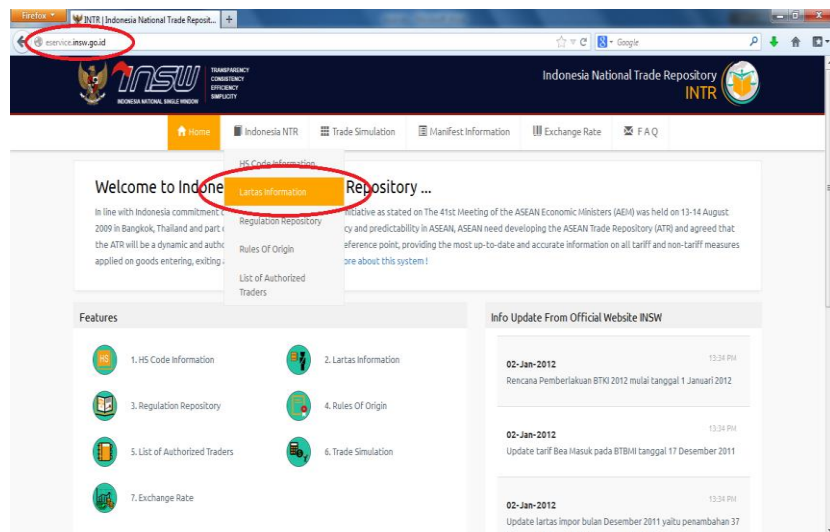 Firefox
INTR | Indonesia National Trade Reposit...
eservice.insw.go.id
Google
insw
INDONESIA NATIONAL SINGLE WINDOW
TRANSPARENCY
CONSISTENCY
EFFICIENCY
SIMPLICITY
Indonesia National Trade Repository
INTR
Home
Indonesia NTR
Trade Simulation
Manifest Information
Exchange Rate
F A Q
HS Code Information
Lartas Information
Regulation Repository
Rules Of Origin
List of Authorized
Traders
Welcome to Indone Repository ...
In line with Indonesia commitment initiative as stated on The 41st Meeting of the ASEAN Economic Ministers (AEM) was held on 13-14 August
2009 in Bangkok, Thailand and part cy and predictability in ASEAN, ASEAN need developing the ASEAN Trade Repository (ATR) and agreed that
the ATR will be a dynamic and autho eference point, providing the most up-to-date and accurate information on all tariff and non-tariff measures
applied on goods entering, exiting ore about this system !
Features
1. HS Code Information
2. Lartas Information
3. Regulation Repository
4. Rules Of Origin
5. List of Authorized Traders
6. Trade Simulation
7. Exchange Rate
Info Update From Official Website INSW
02-Jan-2012
13:34 PM
Rencana Pemberlakuan BTKI 2012 mulai tanggal 1 Januari 2012
02-Jan-2012
13:34 PM
Update tarif Bea Masuk pada BTBMI tanggal 17 Desember 2011
02-Jan-2012
13:34 PM
Update lartas impor bulan Desember 2011 yaitu penambahan 37